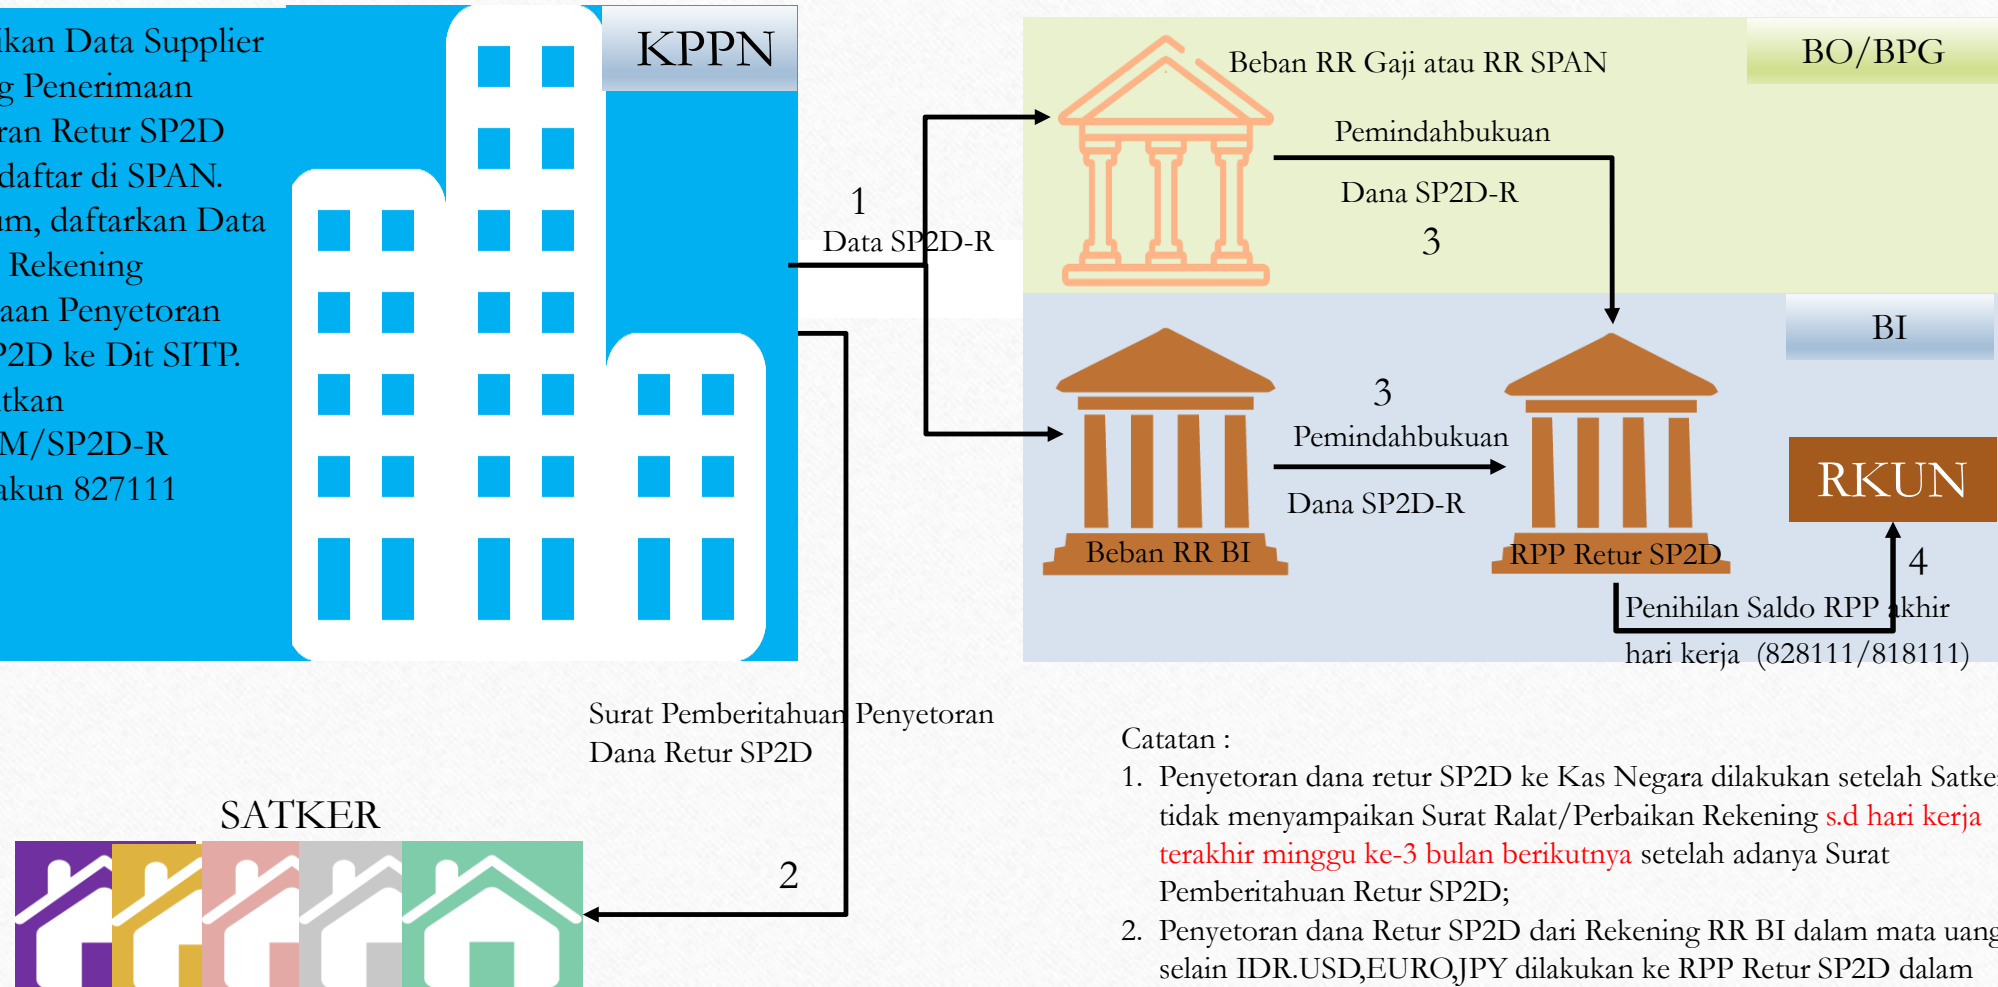 ikan Data Supplier
g Penerimaan
ran Retur SP2D
daftar di SPAN.
um, daftarkan Data
Rekening
aan Penyetoran
P2D ke Dit SITP.
tkan
M/SP2D-R
akun 827111
KPPN
1
Data SP2D-R
Beban RR Gaji atau RR SPAN
BO/BPG
Pemindahbukuan
Dana SP2D-R
3
BI
3
Pemindahbukuan
Dana SP2D-R
Beban RR BI
RPP Retur SP2D
RKUN
4
Penihilan Saldo RPP akhir
hari kerja (828111/818111)
Surat Pemberitahuan Penyetoran
Dana Retur SP2D
SATKER
2
Catatan :
1. Penyetoran dana retur SP2D ke Kas Negara dilakukan setelah Satker
tidak menyampaikan Surat Ralat/Perbaikan Rekening s.d hari kerja
terakhir minggu ke-3 bulan berikutnya setelah adanya Surat
Pemberitahuan Retur SP2D;
2. Penyetoran dana Retur SP2D dari Rekening RR BI dalam mata uang
selain IDR.USD,EURO,JPY dilakukan ke RPP Retur SP2D dalam